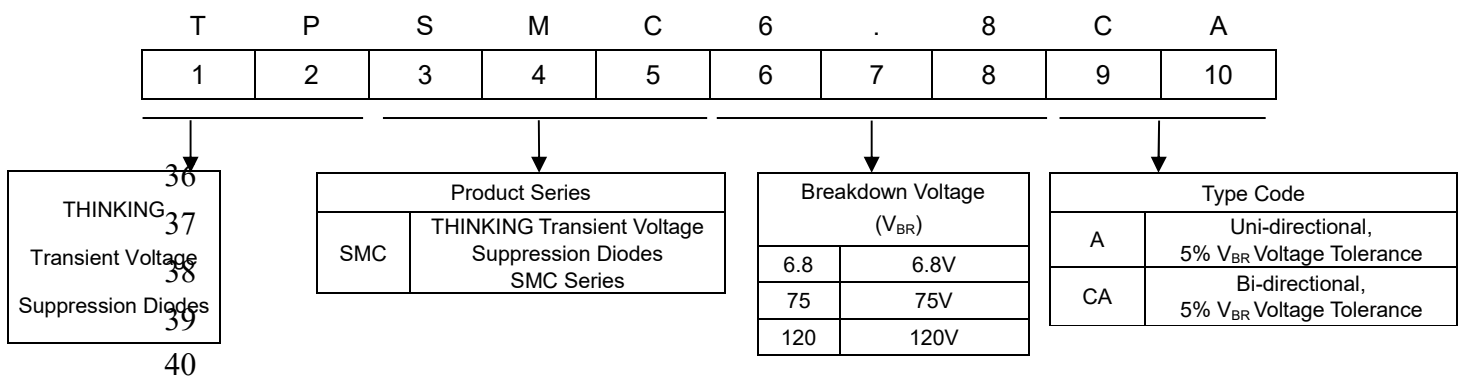 T P S M C 6 . 8 C A
1 2 3 4 5 6 7 8 9 10
36
THINKING
37
Transient Voltage
38
Suppression Diodes
39
40
Product Series
SMC
THINKING Transient Voltage
Suppression Diodes
SMC Series
Breakdown Voltage
(VBR)
6.8 6.8V
75 75V
120 120V
Type Code
A
Uni-directional,
5% VBR Voltage Tolerance
CA
Bi-directional,
5% VBR Voltage Tolerance